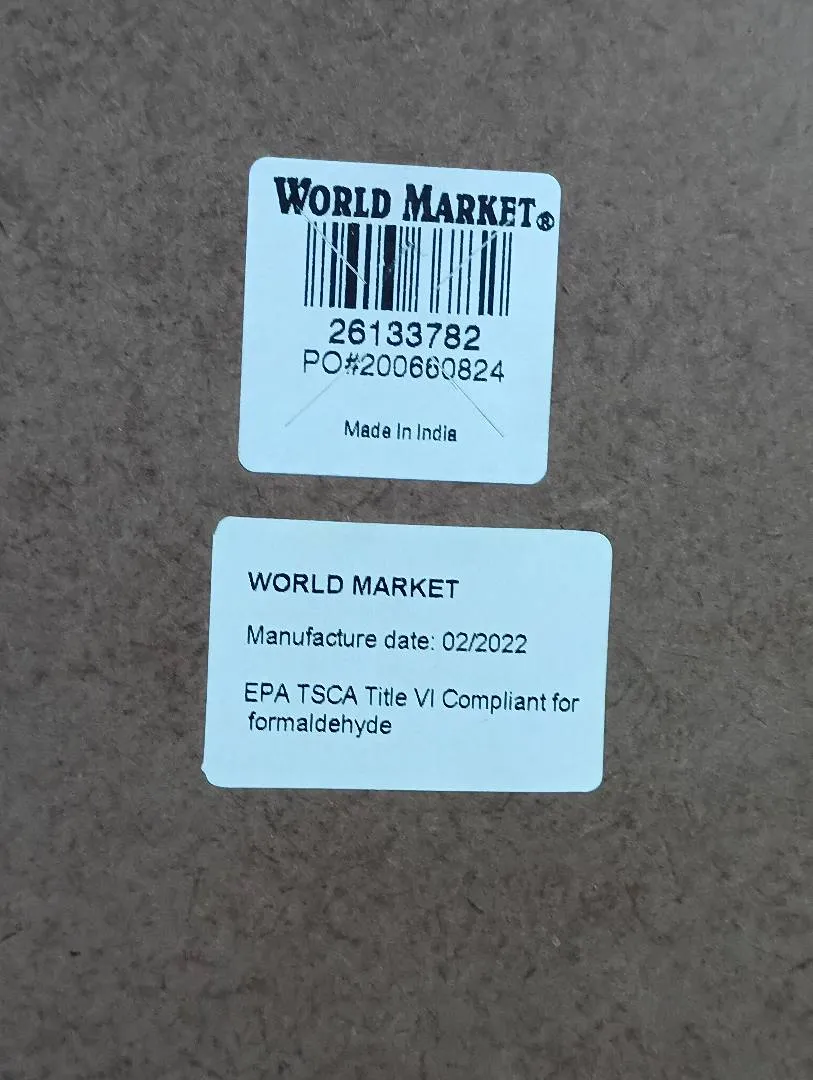 WORLD MARKET®
26133782
PO#200660824
Made In India
WORLD MARKET
Manufacture date: 02/2022
EPA TSCA Title VI Compliant for
formaldehyde